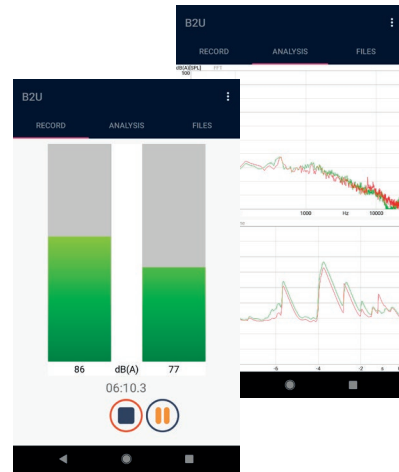 B2U
RECORD ANALYSIS FILES
dB(A)[SPL] FFT
100
1000 Hz 10000
-6 -4 -2 s
B2U
RECORD ANALYSIS FILES
86 dB(A) 77
06:10.3